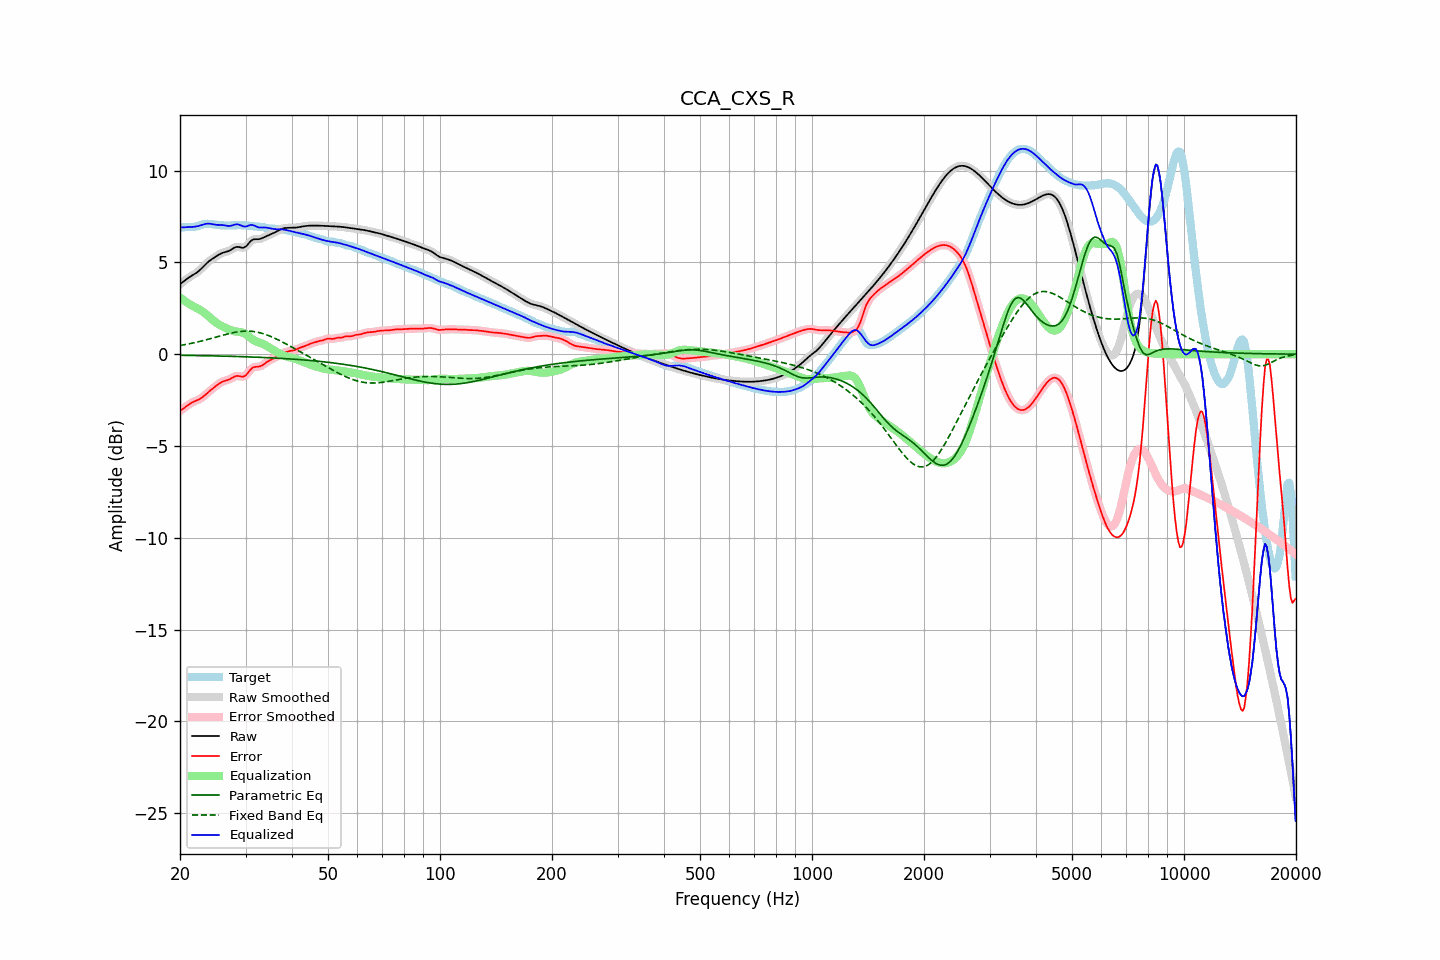 CCA_CXS_R
Amplitude (dBr)
10
5
0
−5
−10
−15
−20
−25
Target
Raw Smoothed
Error Smoothed
Raw
Error
Equalization
Parametric Eq
Fixed Band Eq
Equalized
20 50 100 200 500 1000 2000 5000 10000 20000
Frequency (Hz)